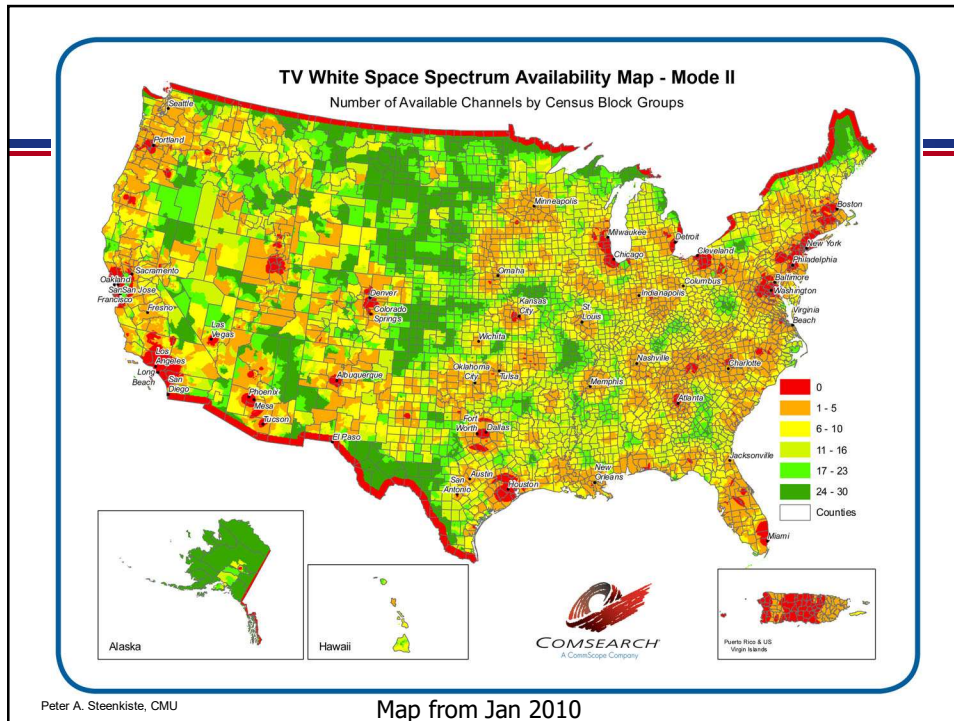 TV White Space Spectrum Availability Map - Mode II
Number of Available Channels by Census Block Groups
Seattle
Portland
Minneapolis
Boston
Milwaukee
Detroit
Chicago
Cleveland
New York
Philadelphia
Oakland
Sacramento
San
San Jose
Francisco
Fresno
Omaha
Indianapolis
Columbus
Baltimore
Washington
Denver
Colorado
Springs
Kansas
City
St.
Louis
Virginia
Beach
Las
Vegas
Wichita
Los
Angeles
Long
Beach
San
Diego
Albuquerque
Oklahoma
City
Tulsa
Nashville
Charlotte
Memphis
Phoenix
Mesa
Tucson
Atlanta
Fort
Worth
Dallas
El Paso
Austin
San
Antonio
Houston
New
Orleans
Jacksonville
Miami
0
1 - 5
6 - 10
11 - 16
17 - 23
24 - 30
Counties
Alaska
Hawaii
COMSEARCH®
A CommScope Company
Puerto Rico & US
Virgin Islands
Peter A. Steenkiste, CMU
Map from Jan 2010